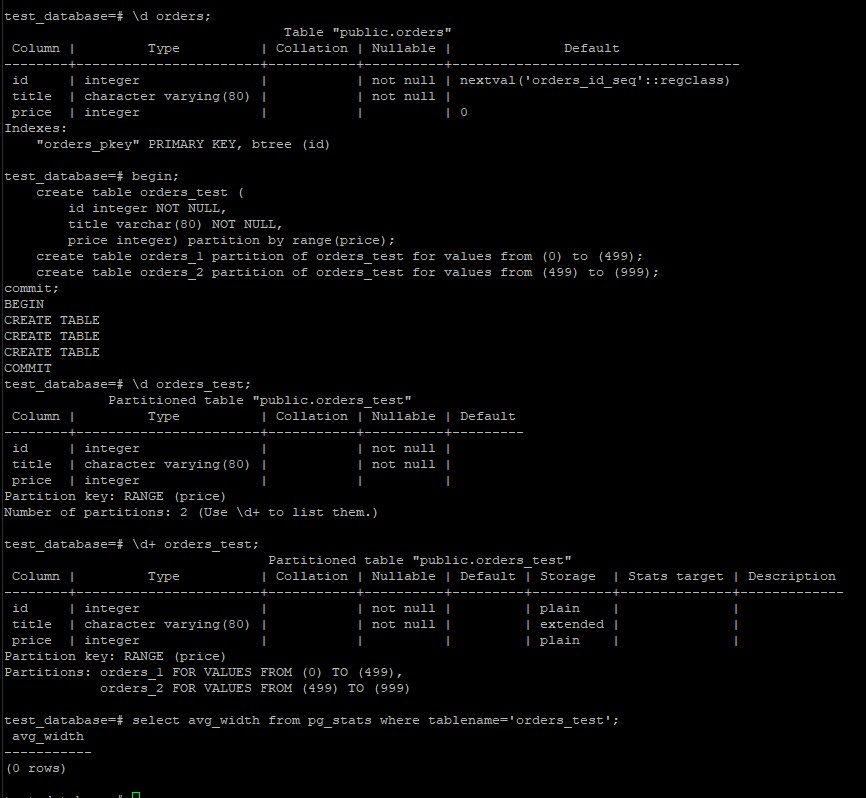 test_database=# \d orders;
                                   Table "public.orders"
 Column |         Type          | Collation | Nullable |              Default
--------+-----------------------+-----------+----------+------------------------------------
 id     | integer               |           | not null | nextval('orders_id_seq'::regclass)
 title  | character varying(80) |           | not null |
 price  | integer               |           |          | 0
Indexes:
    "orders_pkey" PRIMARY KEY, btree (id)
test_database=# begin;
    create table orders_test (
        id integer NOT NULL,
        title varchar(80) NOT NULL,
        price integer) partition by range(price);
    create table orders_1 partition of orders_test for values from (0) to (499);
    create table orders_2 partition of orders_test for values from (499) to (999);
commit;
BEGIN
CREATE TABLE
CREATE TABLE
CREATE TABLE
COMMIT
test_database=# \d orders_test;
             Partitioned table "public.orders_test"
 Column |         Type          | Collation | Nullable | Default
--------+-----------------------+-----------+----------+---------
 id     | integer               |           | not null |
 title  | character varying(80) |           | not null |
 price  | integer               |           |          |
Partition key: RANGE (price)
Number of partitions: 2 (Use \d+ to list them.)
test_database=# \d+ orders_test;
                                 Partitioned table "public.orders_test"
 Column |         Type          | Collation | Nullable | Default | Storage  | Stats target | Description
--------+-----------------------+-----------+----------+---------+----------+--------------+-------------
 id     | integer               |           | not null |         | plain    |              |
 title  | character varying(80) |           | not null |         | extended |              |
 price  | integer               |           |          |         | plain    |              |
Partition key: RANGE (price)
Partitions: orders_1 FOR VALUES FROM (0) TO (499),
            orders_2 FOR VALUES FROM (499) TO (999)
test_database=# select avg_width from pg_stats where tablename='orders_test';
 avg_width
-----------
(0 rows)